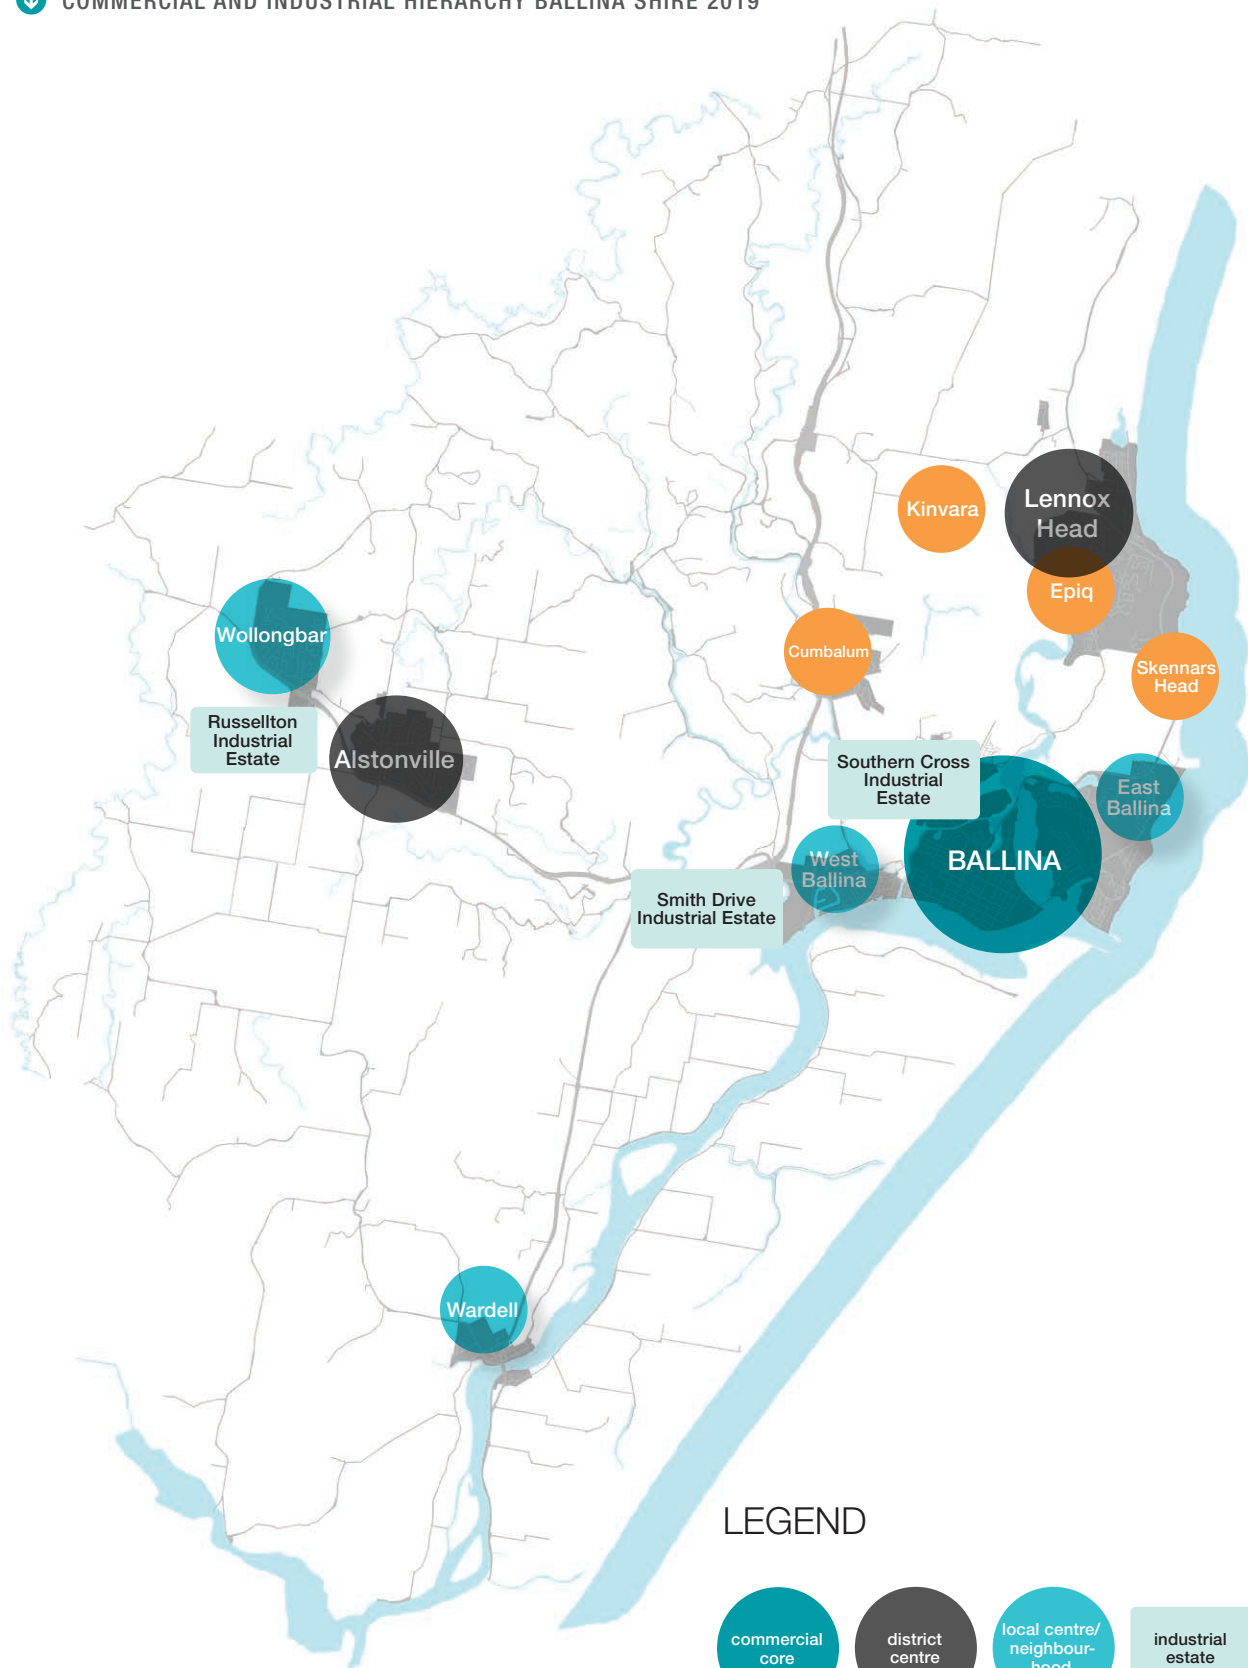 COMMERCIAL AND INDUSTRIAL HIERARCHY BALLINA SHIRE 2019
Kinvara
Lennox
Head
Epiq
Wollongbar
Cumbalum
Skennars
Head
Russellton
Industrial
Estate
Alstonville
Southern Cross
Industrial
Estate
East
Ballina
West
Ballina
BALLINA
Smith Drive
Industrial Estate
Wardell
LEGEND
commercial
core
district
centre
local centre/
neighbour-
hood
industrial
estate